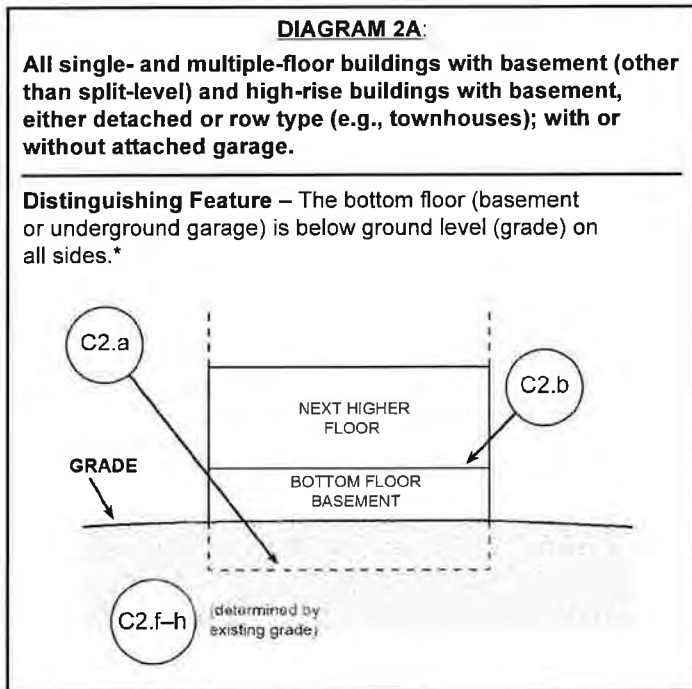 DIAGRAM 2A:
All single- and multiple-floor buildings with basement (other
than split-level) and high-rise buildings with basement,
either detached or row type (e.g., townhouses); with or
without attached garage.
Distinguishing Feature – The bottom floor (basement
or underground garage) is below ground level (grade) on
all sides.*
C2.a
C2.b
NEXT HIGHER
FLOOR
GRADE
BOTTOM FLOOR
BASEMENT
C2.f–h
(determined by
existing grade)